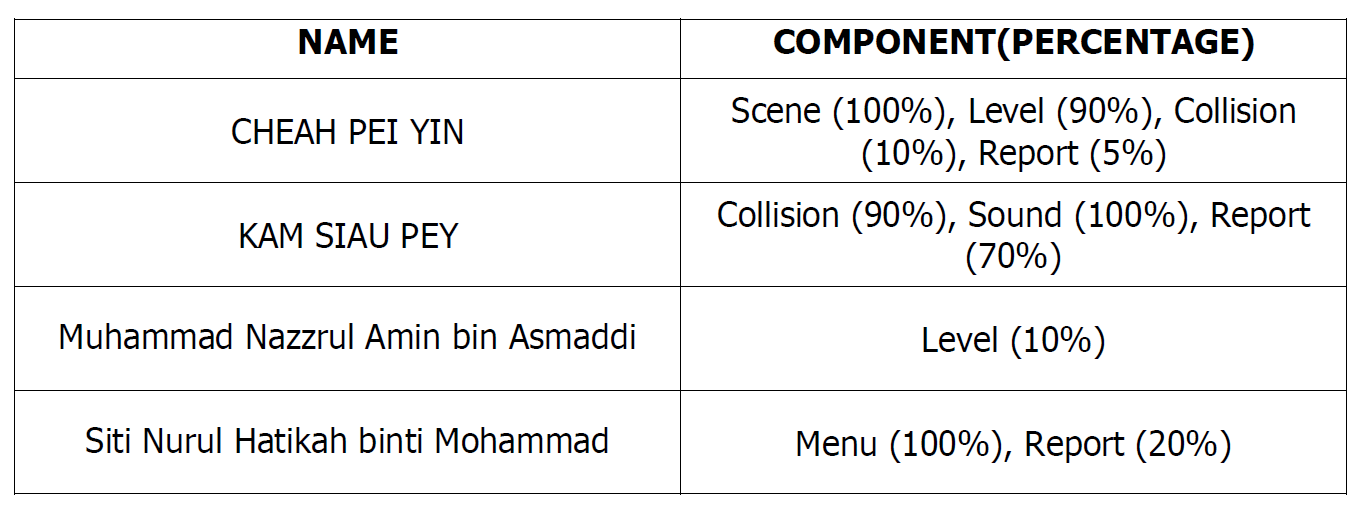 NAME
COMPONENT(PERCENTAGE)
CHEAH PEI YIN
Scene (100%), Level (90%), Collision
(10%), Report (5%)
KAM SIAU PEY
Collision (90%), Sound (100%), Report
(70%)
Muhammad Nazzrul Amin bin Asmaddi
Level (10%)
Siti Nurul Hatikah binti Mohammad
Menu (100%), Report (20%)